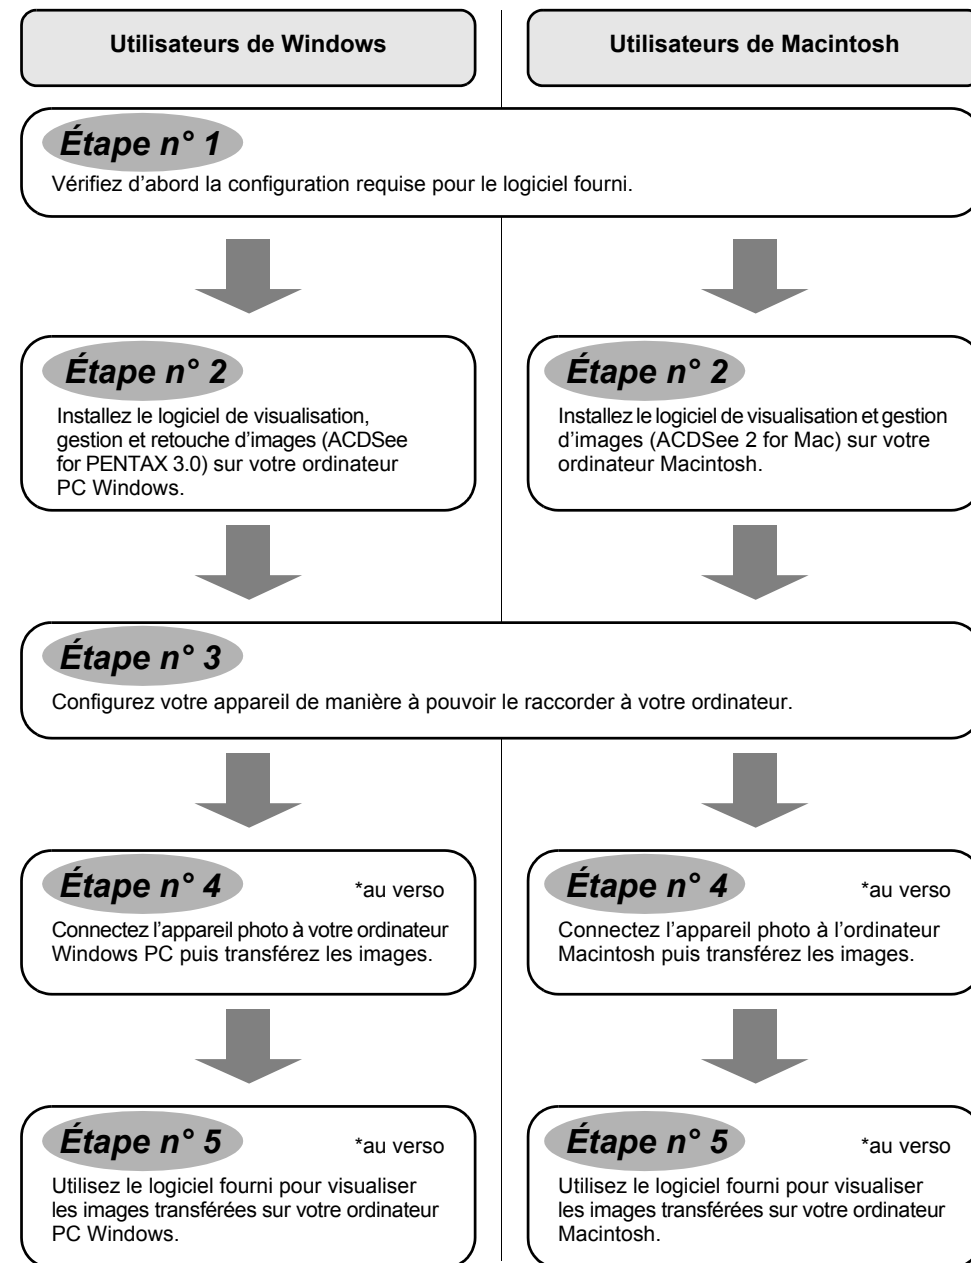 Utilisateurs de Windows
Utilisateurs de Macintosh
Étape n° 1
Vérifiez d’abord la configuration requise pour le logiciel fourni.
Étape n° 2
Installez le logiciel de visualisation,
gestion et retouche d’images (ACDSee
for PENTAX 3.0) sur votre ordinateur
PC Windows.
Étape n° 2
Installez le logiciel de visualisation et gestion
d’images (ACDSee 2 for Mac) sur votre
ordinateur Macintosh.
Étape n° 3
Configurez votre appareil de manière à pouvoir le raccorder à votre ordinateur.
Étape n° 4
*au verso
Connectez l’appareil photo à votre ordinateur
Windows PC puis transférez les images.
Étape n° 4
*au verso
Connectez l’appareil photo à l’ordinateur
Macintosh puis transférez les images.
Étape n° 5
*au verso
Utilisez le logiciel fourni pour visualiser
les images transférées sur votre ordinateur
PC Windows.
Étape n° 5
*au verso
Utilisez le logiciel fourni pour visualiser
les images transférées sur votre ordinateur
Macintosh.